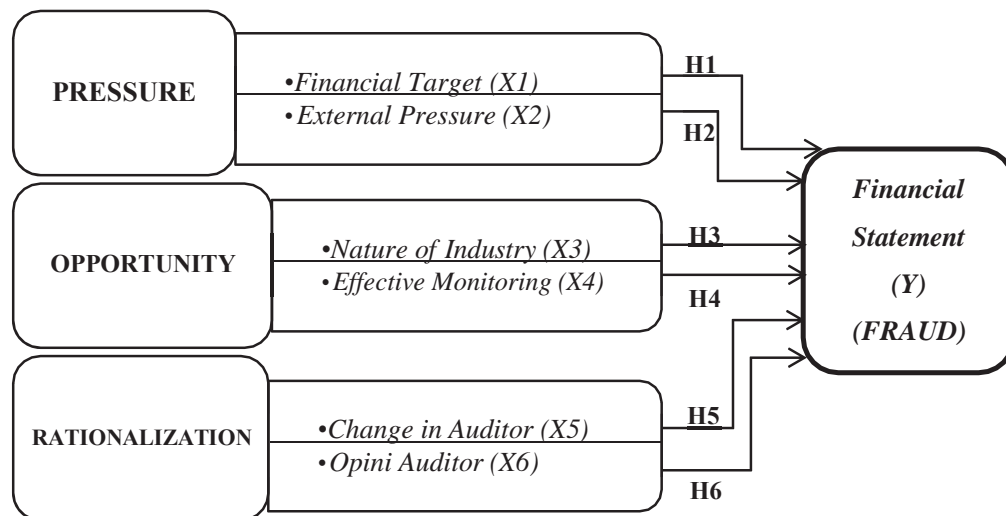 PRESSURE
•Financial Target (X1)
•External Pressure (X2)
H1
H2
OPPORTUNITY
•Nature of Industry (X3)
•Effective Monitoring (X4)
H3
H4
RATIONALIZATION
•Change in Auditor (X5)
•Opini Auditor (X6)
H5
H6
Financial
Statement
(Y)
(FRAUD)